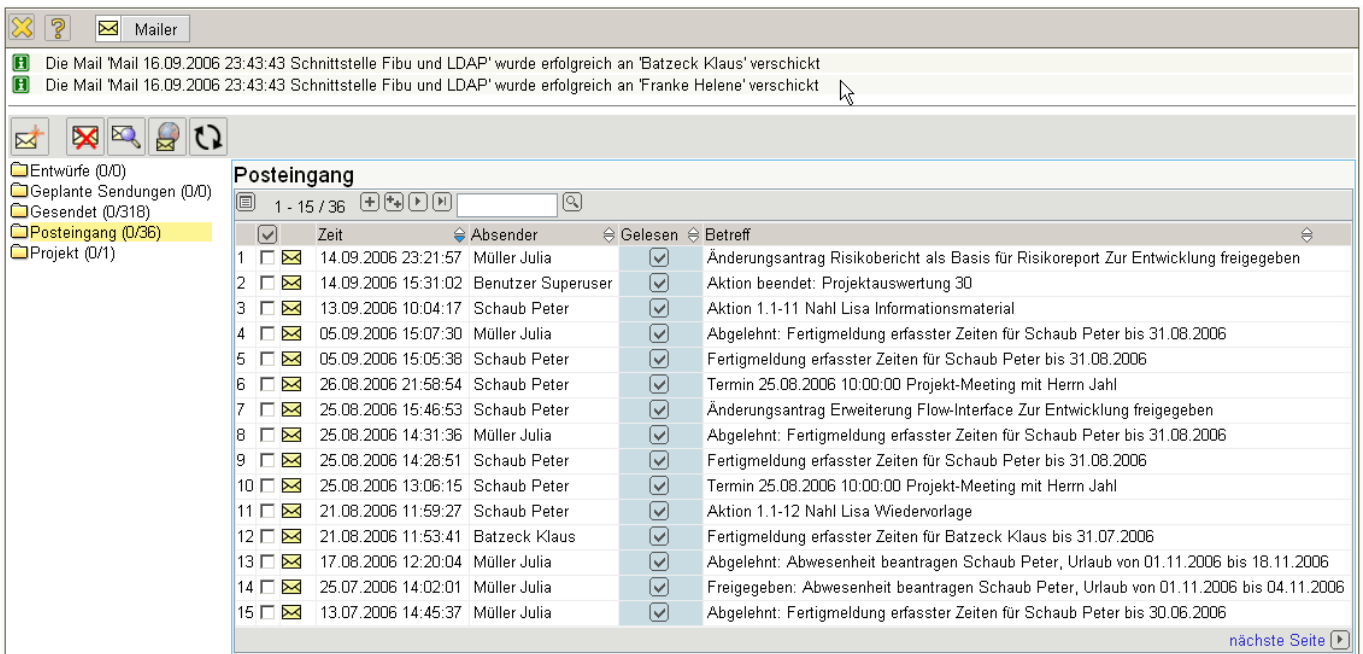 Mailer
Die Mail 'Mail 16.09.2006 23:43:43 Schnittstelle Fibu und LDAP' wurde erfolgreich an 'Batzeck Klaus' verschickt
Die Mail 'Mail 16.09.2006 23:43:43 Schnittstelle Fibu und LDAP' wurde erfolgreich an 'Franke Helene' verschickt
Entwürfe (0/0)
Geplante Sendungen (0/0)
Gesendet (0/318)
Posteingang (0/36)
Projekt (0/1)
Posteingang
1 - 15 / 36
Zeit Absender Gelesen Betreff
1 14.09.2006 23:21:57 Müller Julia Änderungsantrag Risikobericht als Basis für Risikoreport Zur Entwicklung freigegeben
2 14.09.2006 15:31:02 Benutzer Superuser Aktion beendet: Projektauswertung 30
3 13.09.2006 10:04:17 Schaub Peter Aktion 1.1-11 Nahl Lisa Informationsmaterial
4 05.09.2006 15:07:30 Müller Julia Abgelehnt: Fertigmeldung erfasster Zeiten für Schaub Peter bis 31.08.2006
5 05.09.2006 15:05:38 Schaub Peter Fertigmeldung erfasster Zeiten für Schaub Peter bis 31.08.2006
6 26.08.2006 21:58:54 Schaub Peter Termin 25.08.2006 10:00:00 Projekt-Meeting mit Herrn Jahl
7 25.08.2006 15:46:53 Schaub Peter Änderungsantrag Erweiterung Flow-Interface Zur Entwicklung freigegeben
8 25.08.2006 14:31:36 Müller Julia Abgelehnt: Fertigmeldung erfasster Zeiten für Schaub Peter bis 31.08.2006
9 25.08.2006 14:28:51 Schaub Peter Fertigmeldung erfasster Zeiten für Schaub Peter bis 31.08.2006
10 25.08.2006 13:06:15 Schaub Peter Termin 25.08.2006 10:00:00 Projekt-Meeting mit Herrn Jahl
11 21.08.2006 11:59:27 Schaub Peter Aktion 1.1-12 Nahl Lisa Wiedervorlage
12 21.08.2006 11:53:41 Batzeck Klaus Fertigmeldung erfasster Zeiten für Batzeck Klaus bis 31.07.2006
13 17.08.2006 12:20:04 Müller Julia Abgelehnt: Abwesenheit beantragen Schaub Peter, Urlaub von 01.11.2006 bis 18.11.2006
14 25.07.2006 14:02:01 Müller Julia Freigegeben: Abwesenheit beantragen Schaub Peter, Urlaub von 01.11.2006 bis 04.11.2006
15 13.07.2006 14:45:37 Müller Julia Abgelehnt: Fertigmeldung erfasster Zeiten für Schaub Peter bis 30.06.2006
nächste Seite